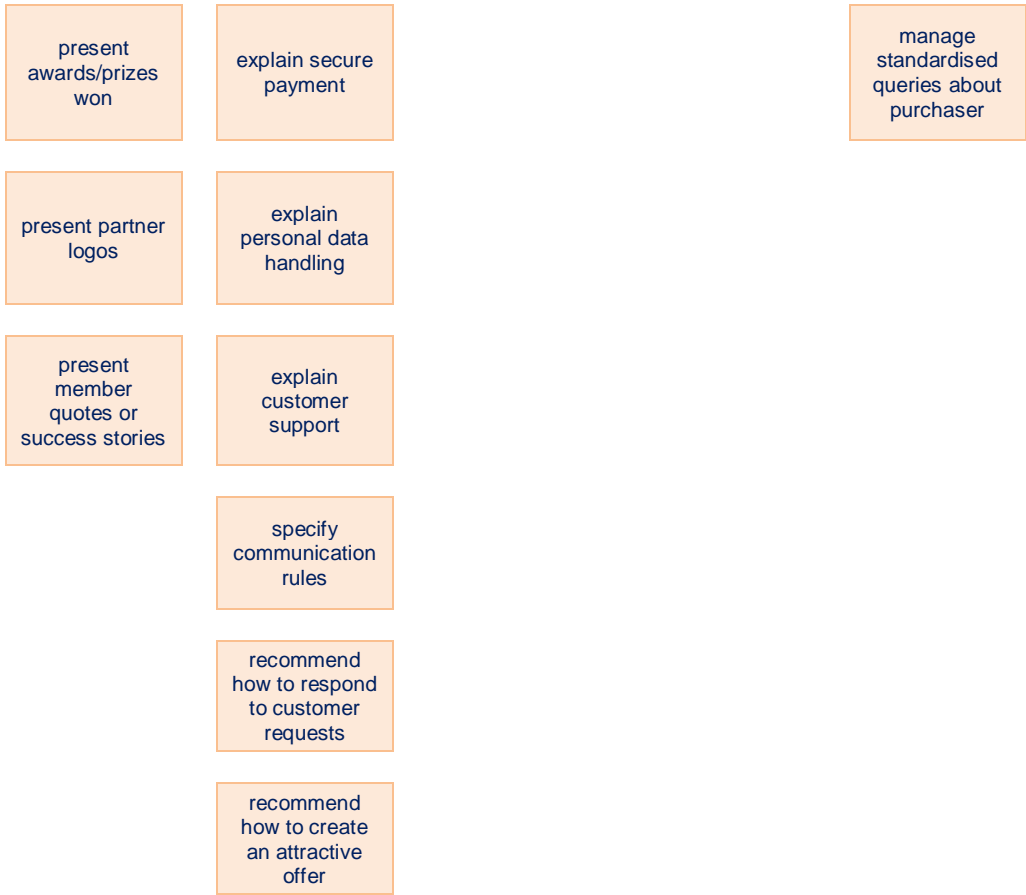 present
awards/prizes
won
explain secure
payment
manage
standardised
queries about
purchaser
present partner
logos
explain
personal data
handling
present
member
quotes or
success stories
explain
customer
support
specify
communication
rules
recommend
how to respond
to customer
requests
recommend
how to create
an attractive
offer